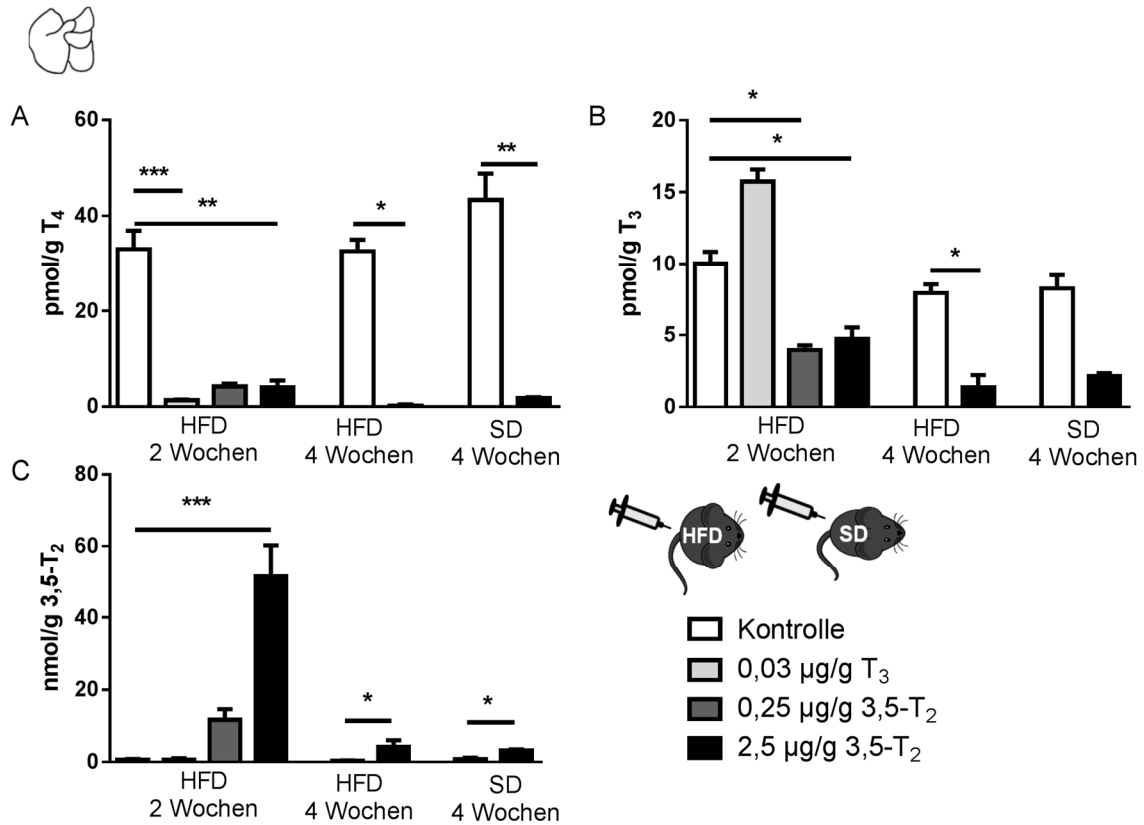 A
pmol/g T4
60
40
20
0
***
**
*
**
HFD
2 Wochen
HFD
4 Wochen
SD
4 Wochen
B
pmol/g T3
20
15
10
5
0
*
*
*
HFD
2 Wochen
HFD
4 Wochen
SD
4 Wochen
C
nmol/g 3,5-T2
80
60
40
20
0
***
*
*
HFD
2 Wochen
HFD
4 Wochen
SD
4 Wochen
HFD
SD
Kontrolle
0,03 µg/g T3
0,25 µg/g 3,5-T2
2,5 µg/g 3,5-T2